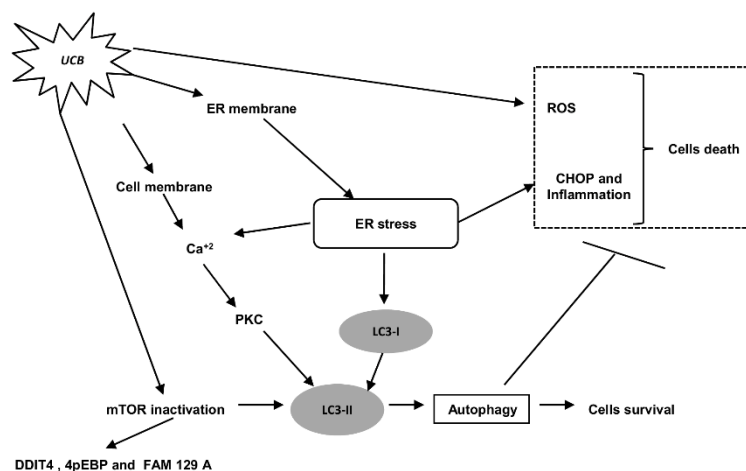 UCB
ER membrane
ROS
Cells death
Cell membrane
CHOP and
Inflammation
ER stress
Ca+2
PKC
LC3-I
mTOR inactivation
LC3-II
Autophagy
Cells survival
DDIT4 , 4pEBP and FAM 129 A